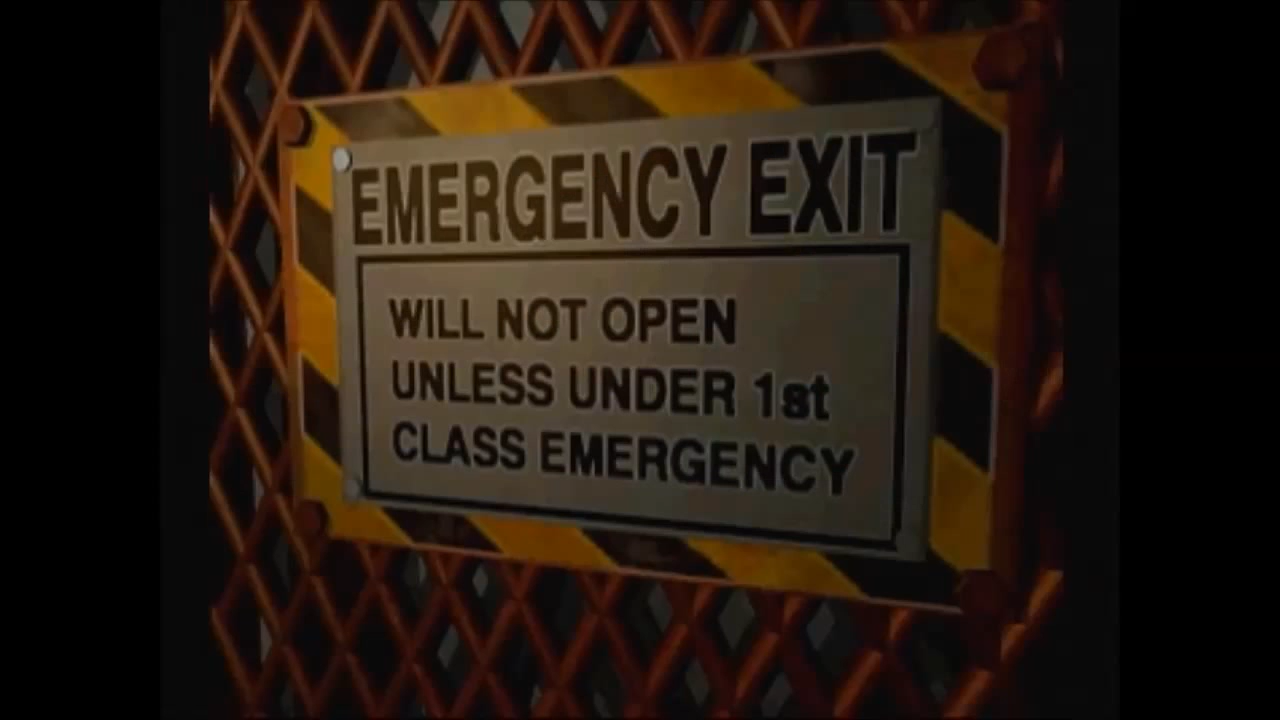 EMERGENCY EXIT
WILL NOT OPEN
UNLESS UNDER 1st
CLASS EMERGENCY